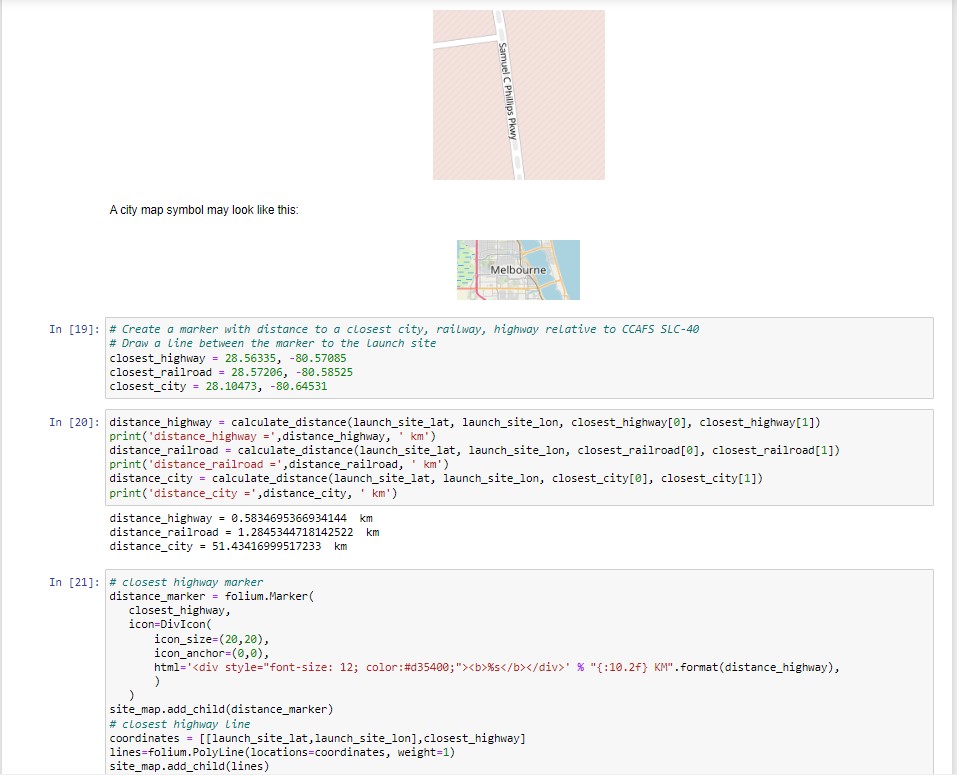 Samuel C Phillips Pkwy
A city map symbol may look like this:
Melbourne
In [19]: # Create a marker with distance to a closest city, railway, highway relative to CCAFS SLC-40
# Draw a line between the marker to the launch site
closest_highway = 28.56335, -80.57085
closest_railroad = 28.57206, -80.58525
closest_city = 28.10473, -80.64531
In [20]: distance_highway = calculate_distance(launch_site_lat, launch_site_lon, closest_highway[0], closest_highway[1])
print('distance_highway =',distance_highway, ' km')
distance_railroad = calculate_distance(launch_site_lat, launch_site_lon, closest_railroad[0], closest_railroad[1])
print('distance_railroad =',distance_railroad, ' km')
distance_city = calculate_distance(launch_site_lat, launch_site_lon, closest_city[0], closest_city[1])
print('distance_city =',distance_city, ' km')
distance_highway = 0.5834695366934144  km
distance_railroad = 1.2845344718142522  km
distance_city = 51.43416999517233  km
In [21]: # closest highway marker
distance_marker = folium.Marker(
   closest_highway,
   icon=DivIcon(
       icon_size=(20,20),
       icon_anchor=(0,0),
       html='<div style="font-size: 12; color:#d35400;"><b>%s</b></div>' % "{:10.2f} KM".format(distance_highway),
       )
   )
site_map.add_child(distance_marker)
# closest highway line
coordinates = [[launch_site_lat,launch_site_lon],closest_highway]
lines=folium.PolyLine(locations=coordinates, weight=1)
site_map.add_child(lines)